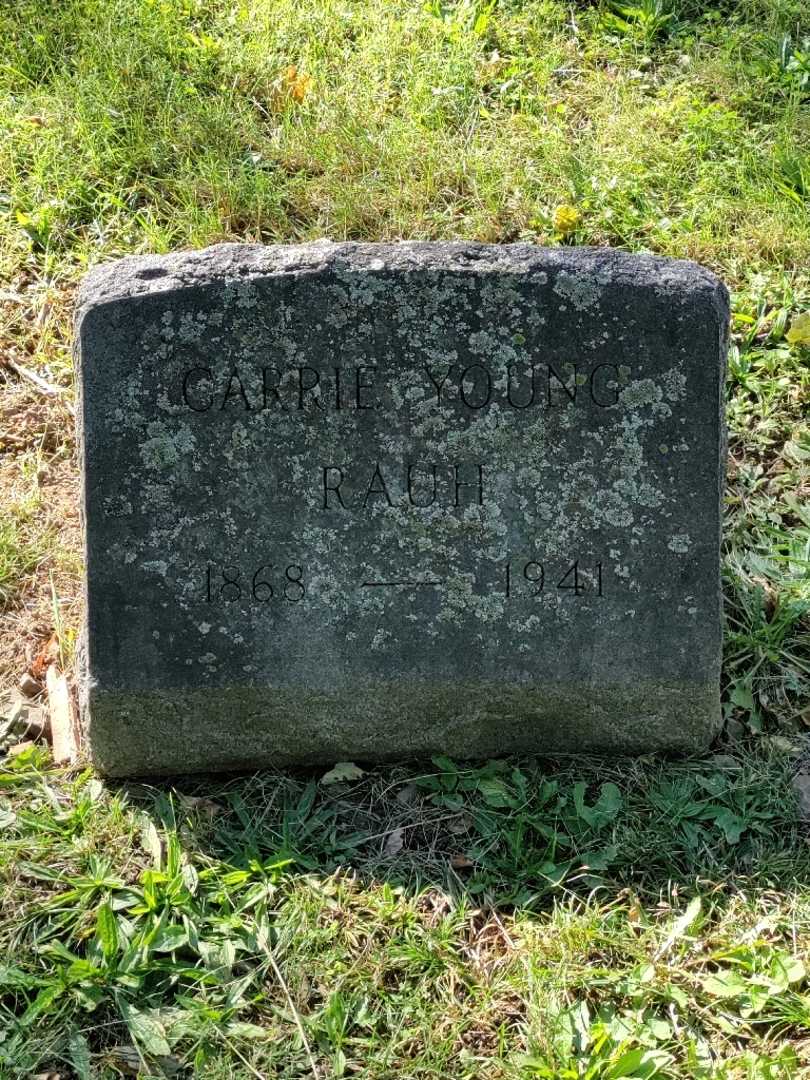 CARRIE YOUNG
RAUH
1868 — 1941